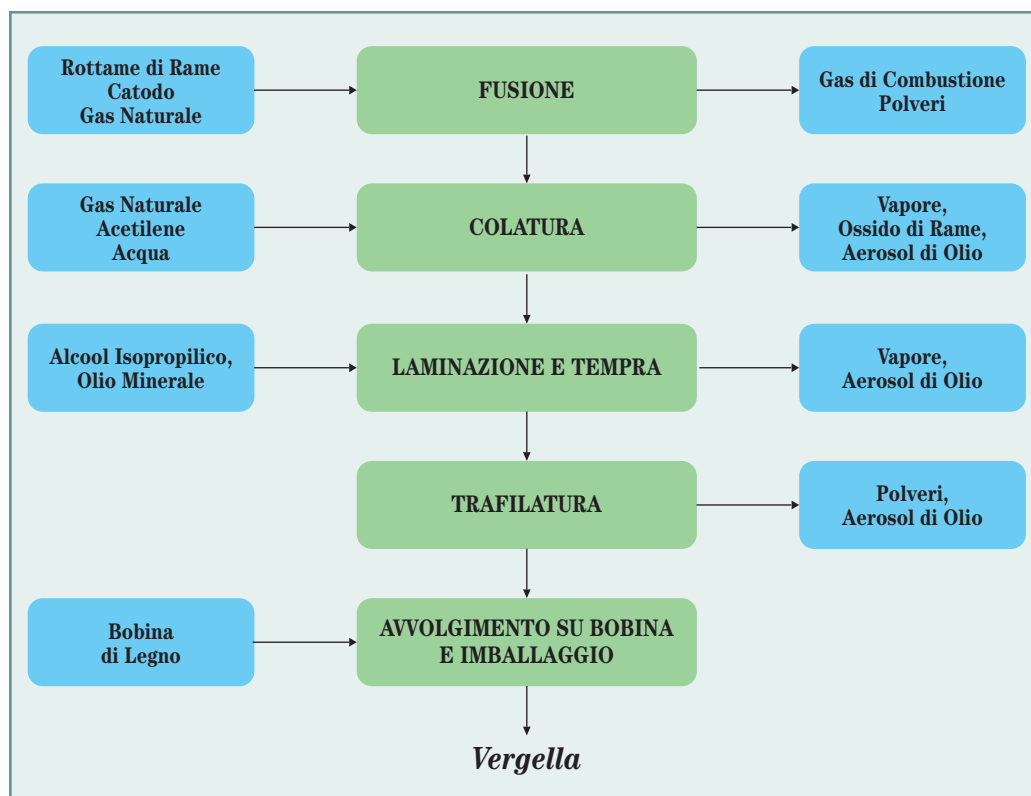 Rottame di Rame
Catodo
Gas Naturale
FUSIONE
Gas di Combustione
Polveri
Gas Naturale
Acetilene
Acqua
COLATURA
Vapore,
Ossido di Rame,
Aerosol di Olio
Alcool Isopropilico,
Olio Minerale
LAMINAZIONE E TEMPRA
Vapore,
Aerosol di Olio
TRAFILATURA
Polveri,
Aerosol di Olio
Bobina
di Legno
AVVOLGIMENTO SU BOBINA
E IMBALLAGGIO
Vergella